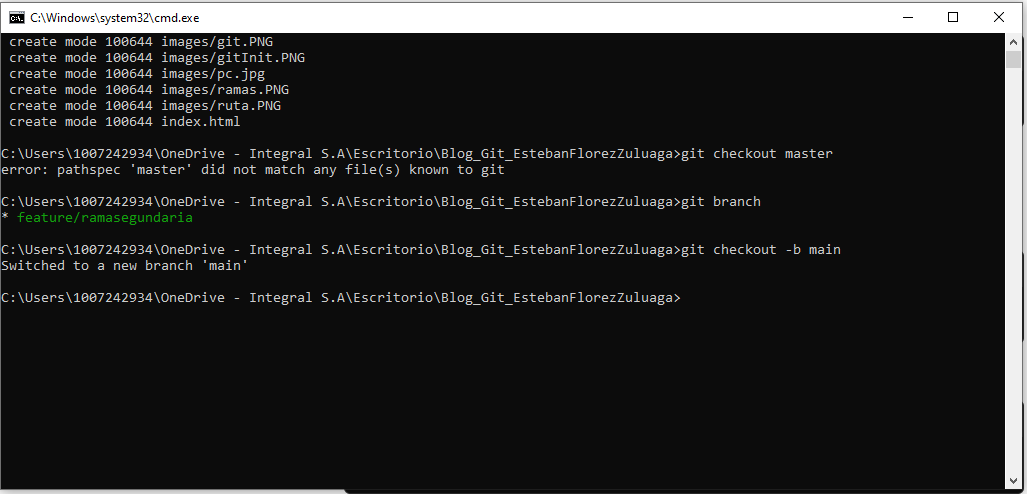 C:\Windows\system32\cmd.exe
create mode 100644 images/git.PNG
create mode 100644 images/gitInit.PNG
create mode 100644 images/pc.jpg
create mode 100644 images/ramas.PNG
create mode 100644 images/ruta.PNG
create mode 100644 index.html
C:\Users\1007242934\OneDrive - Integral S.A\Escritorio\Blog_Git_EstebanFlorezZuluaga>git checkout master
error: pathspec 'master' did not match any file(s) known to git
C:\Users\1007242934\OneDrive - Integral S.A\Escritorio\Blog_Git_EstebanFlorezZuluaga>git branch
* feature/ramasegundaria
C:\Users\1007242934\OneDrive - Integral S.A\Escritorio\Blog_Git_EstebanFlorezZuluaga>git checkout -b main
Switched to a new branch 'main'
C:\Users\1007242934\OneDrive - Integral S.A\Escritorio\Blog_Git_EstebanFlorezZuluaga>